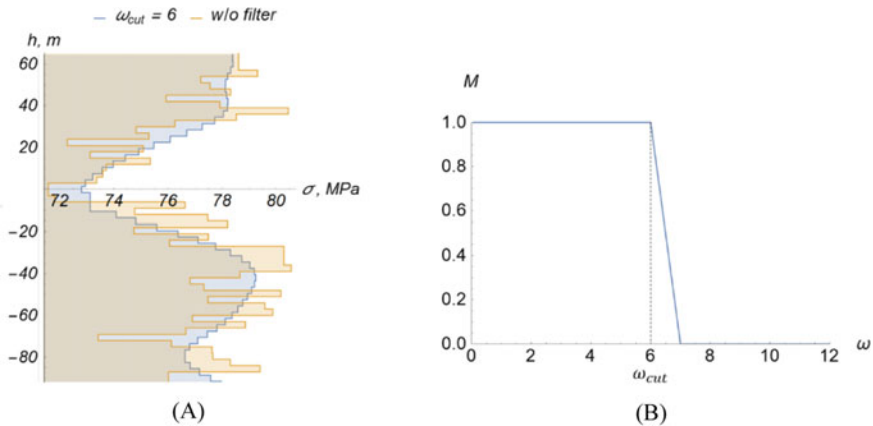 ω_cut = 6 w/o filter
h, m
60
40
20
72 74 76 78 80
σ, MPa
−20
−40
−60
−80
(A)
M
1.0
0.8
0.6
0.4
0.2
0.0
0 2 4 6 8 10 12
ω
ω_cut
(B)